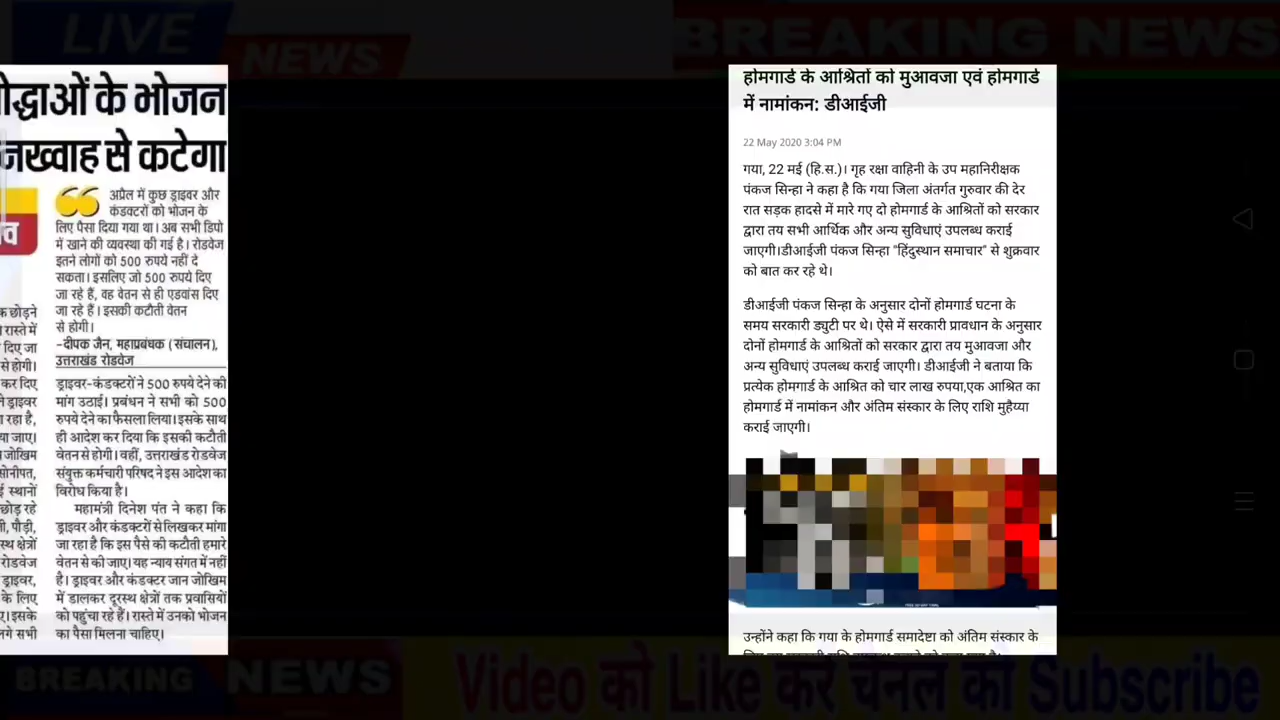 LIVE
NEWS
BREAKING NEWS
के भोजन
से कटेगा
अप्रैल में कुछ ड्राइवर और
कंडक्टरों को भोजन के
लिए पैसा दिया गया था। अब सभी डिपो
में खाने की व्यवस्था की गई है। रोडवेज
इतने लोगों को 500 रुपये नहीं दे
सकता। इसलिए जो 500 रुपये दिए
जा रहे हैं, वह वेतन से ही एडवांस दिए
जा रहे हैं। इसकी कटौती वेतन
से होगी।
-दीपक जैन, महाप्रबंधक (संचालन),
उत्तराखंड रोडवेज
छोड़ने
रास्ते में
दिए जा
से होगी।
कर दिए
ड्राइवर
रहा है,
जाए।
जोखिम
सोनीपत,
स्थानों
छोड़ रहे
पौड़ी,
क्षेत्रों
रोडवेज
ड्राइवर,
के लिए
इसके
सभी
ड्राइवर-कंडक्टरों ने 500 रुपये देने की
मांग उठाई। प्रबंधन ने सभी को 500
रुपये देने का फैसला लिया। इसके साथ
ही आदेश कर दिया कि इसकी कटौती
वेतन से होगी। वहीं, उत्तराखंड रोडवेज
संयुक्त कर्मचारी परिषद ने इस आदेश का
विरोध किया है।
महामंत्री दिनेश पंत ने कहा कि
ड्राइवर और कंडक्टरों से लिखकर मांगा
जा रहा है कि इस पैसे की कटौती हमारे
वेतन से की जाए। यह न्याय संगत में नहीं
है। ड्राइवर और कंडक्टर जान जोखिम
में डालकर दूरस्थ क्षेत्रों तक प्रवासियों
को पहुंचा रहे हैं। रास्ते में उनको भोजन
का पैसा मिलना चाहिए।
होमगार्ड के आश्रितों को मुआवजा एवं होमगार्ड
में नामांकन: डीआईजी
22 May 2020 3:04 PM
गया, 22 मई (हि.स.)। गृह रक्षा वाहिनी के उप महानिरीक्षक
पंकज सिन्हा ने कहा है कि गया जिला अंतर्गत गुरुवार की देर
रात सड़क हादसे में मारे गए दो होमगार्ड के आश्रितों को सरकार
द्वारा तय सभी आर्थिक और अन्य सुविधाएं उपलब्ध कराई
जाएगी।डीआईजी पंकज सिन्हा "हिंदुस्थान समाचार" से शुक्रवार
को बात कर रहे थे।
डीआईजी पंकज सिन्हा के अनुसार दोनों होमगार्ड घटना के
समय सरकारी ड्युटी पर थे। ऐसे में सरकारी प्रावधान के अनुसार
दोनों होमगार्ड के आश्रितों को सरकार द्वारा तय मुआवजा और
अन्य सुविधाएं उपलब्ध कराई जाएगी। डीआईजी ने बताया कि
प्रत्येक होमगार्ड के आश्रित को चार लाख रुपया,एक आश्रित का
होमगार्ड में नामांकन और अंतिम संस्कार के लिए राशि मुहैय्या
कराई जाएगी।
उन्होंने कहा कि गया के होमगार्ड समादेष्टा को अंतिम संस्कार के
BREAKING NEWS
Video को Like कर चैनल को Subscribe